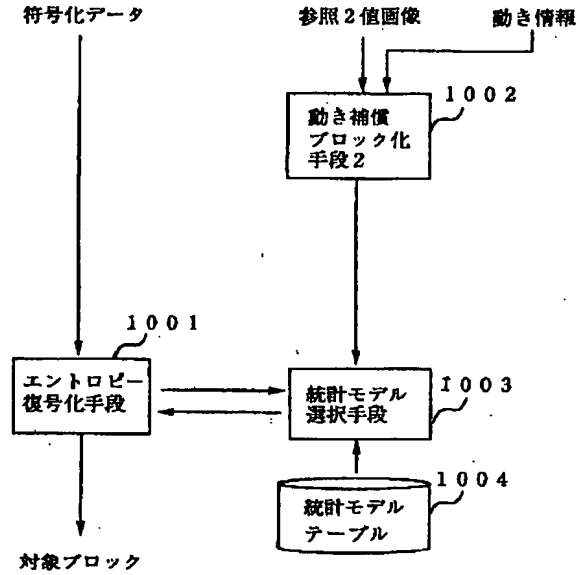 符号化データ
参照２値画像
動き情報
１００２
動き補償
ブロック化
手段２
１００１
エントロピー
復号化手段
１００３
統計モデル
選択手段
１００４
統計モデル
テーブル
対象ブロック